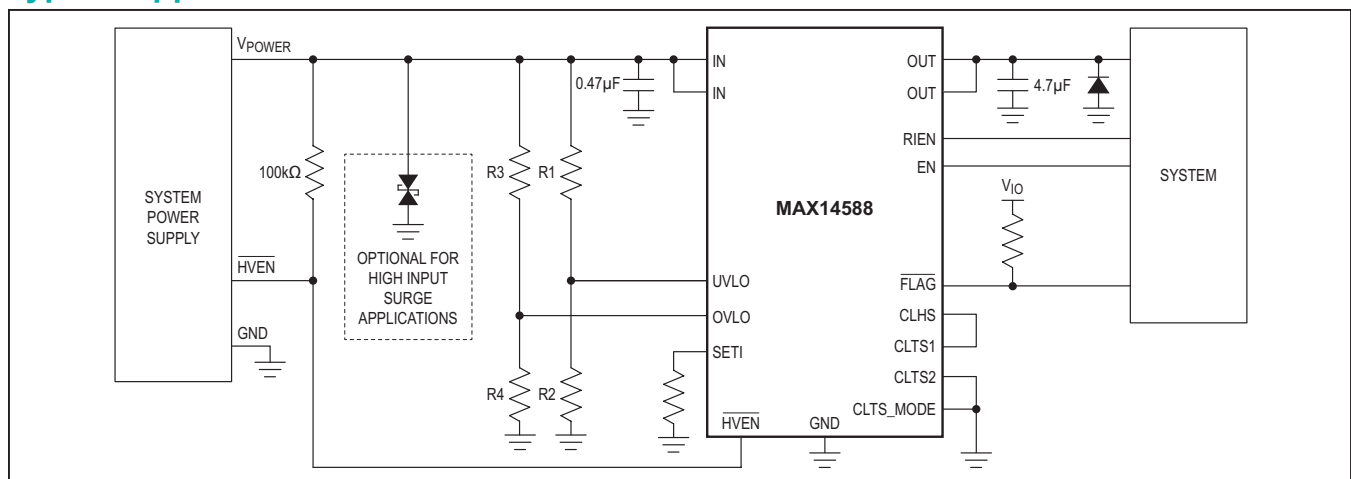 VPOWER
SYSTEM
POWER
SUPPLY
HVEN
GND
100kΩ
OPTIONAL FOR
HIGH INPUT
SURGE
APPLICATIONS
R3
R1
R4
R2
0.47µF
MAX14588
IN
IN
UVLO
OVLO
SETI
HVEN
GND
OUT
OUT
RIEN
EN
FLAG
CLHS
CLTS1
CLTS2
CLTS_MODE
4.7µF
VIO
SYSTEM